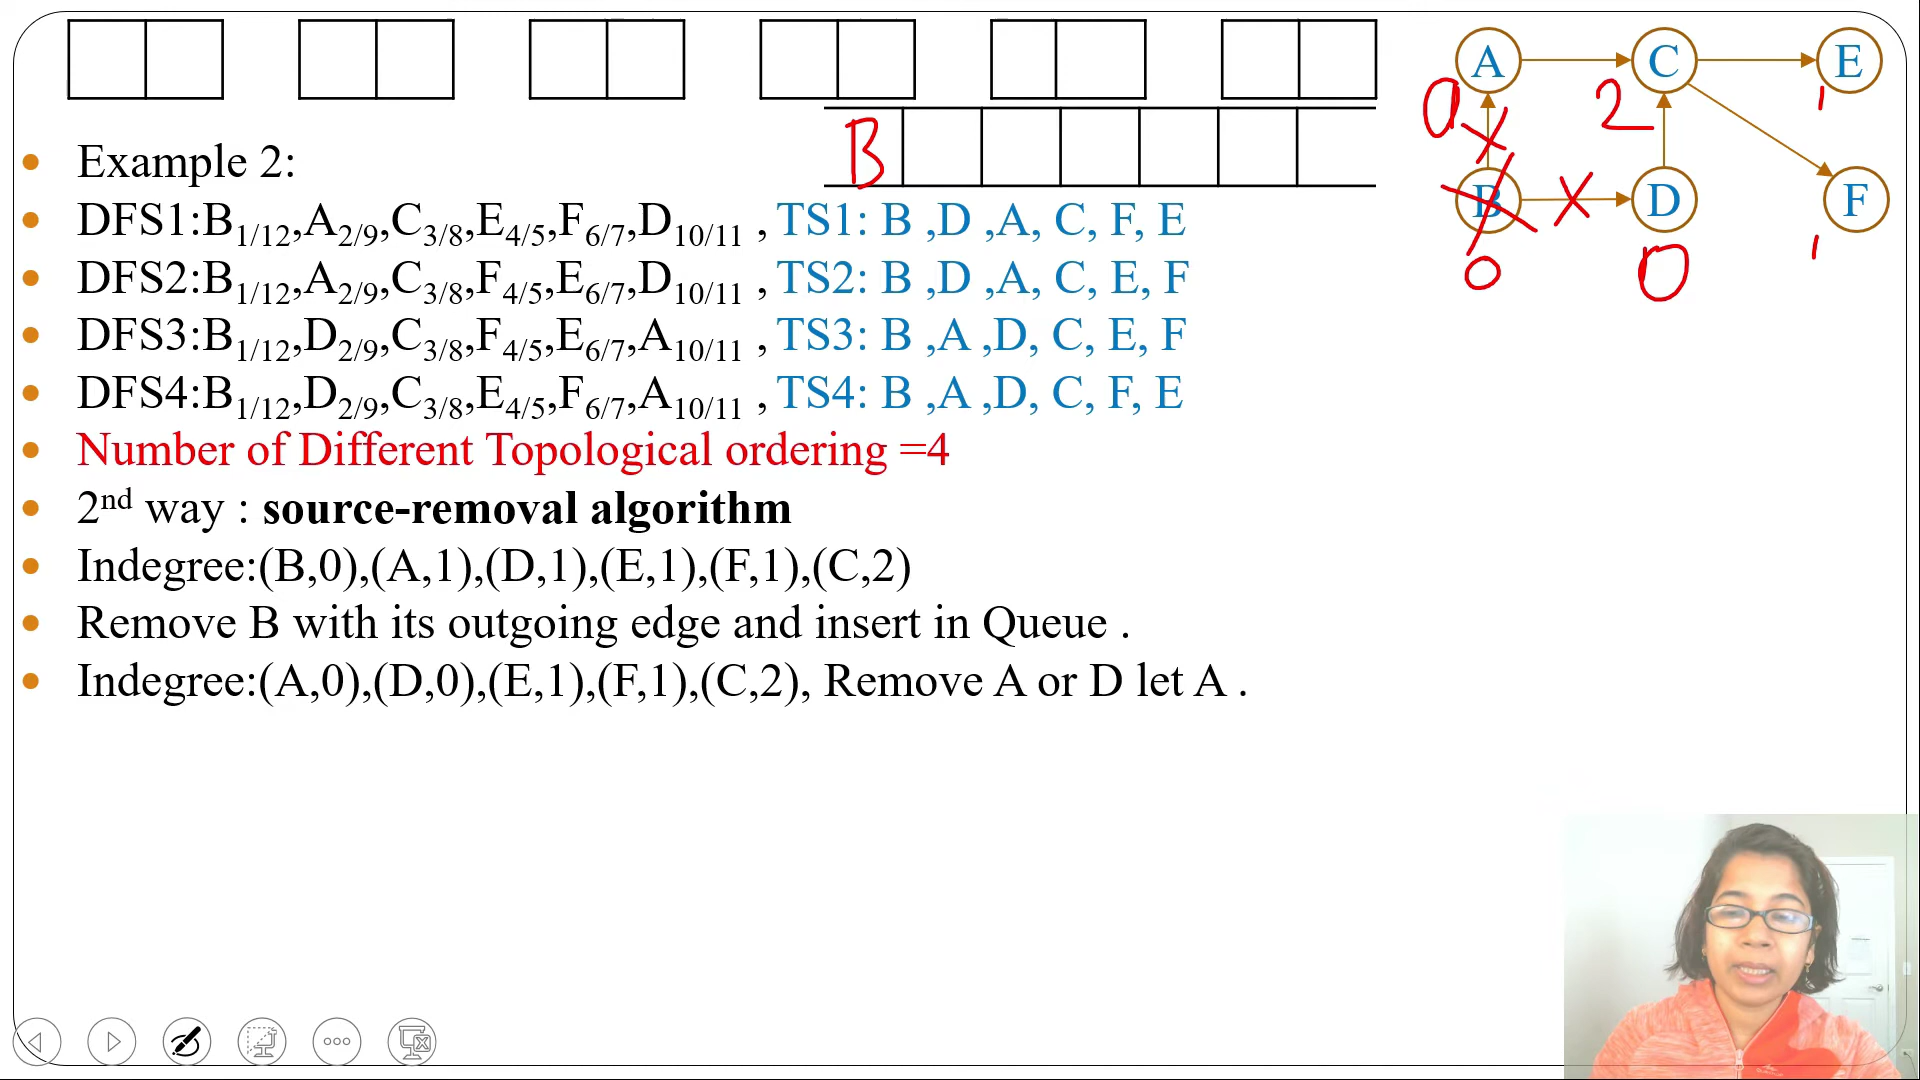 A C E
0 2 1
B
Example 2:
B D F
DFS1:B1/12,A2/9,C3/8,E4/5,F6/7,D10/11 , TS1: B ,D ,A, C, F, E
0 0 1
DFS2:B1/12,A2/9,C3/8,F4/5,E6/7,D10/11 , TS2: B ,D ,A, C, E, F
DFS3:B1/12,D2/9,C3/8,F4/5,E6/7,A10/11 , TS3: B ,A ,D, C, E, F
DFS4:B1/12,D2/9,C3/8,E4/5,F6/7,A10/11 , TS4: B ,A ,D, C, F, E
Number of Different Topological ordering =4
2nd way : source-removal algorithm
Indegree:(B,0),(A,1),(D,1),(E,1),(F,1),(C,2)
Remove B with its outgoing edge and insert in Queue .
Indegree:(A,0),(D,0),(E,1),(F,1),(C,2), Remove A or D let A .